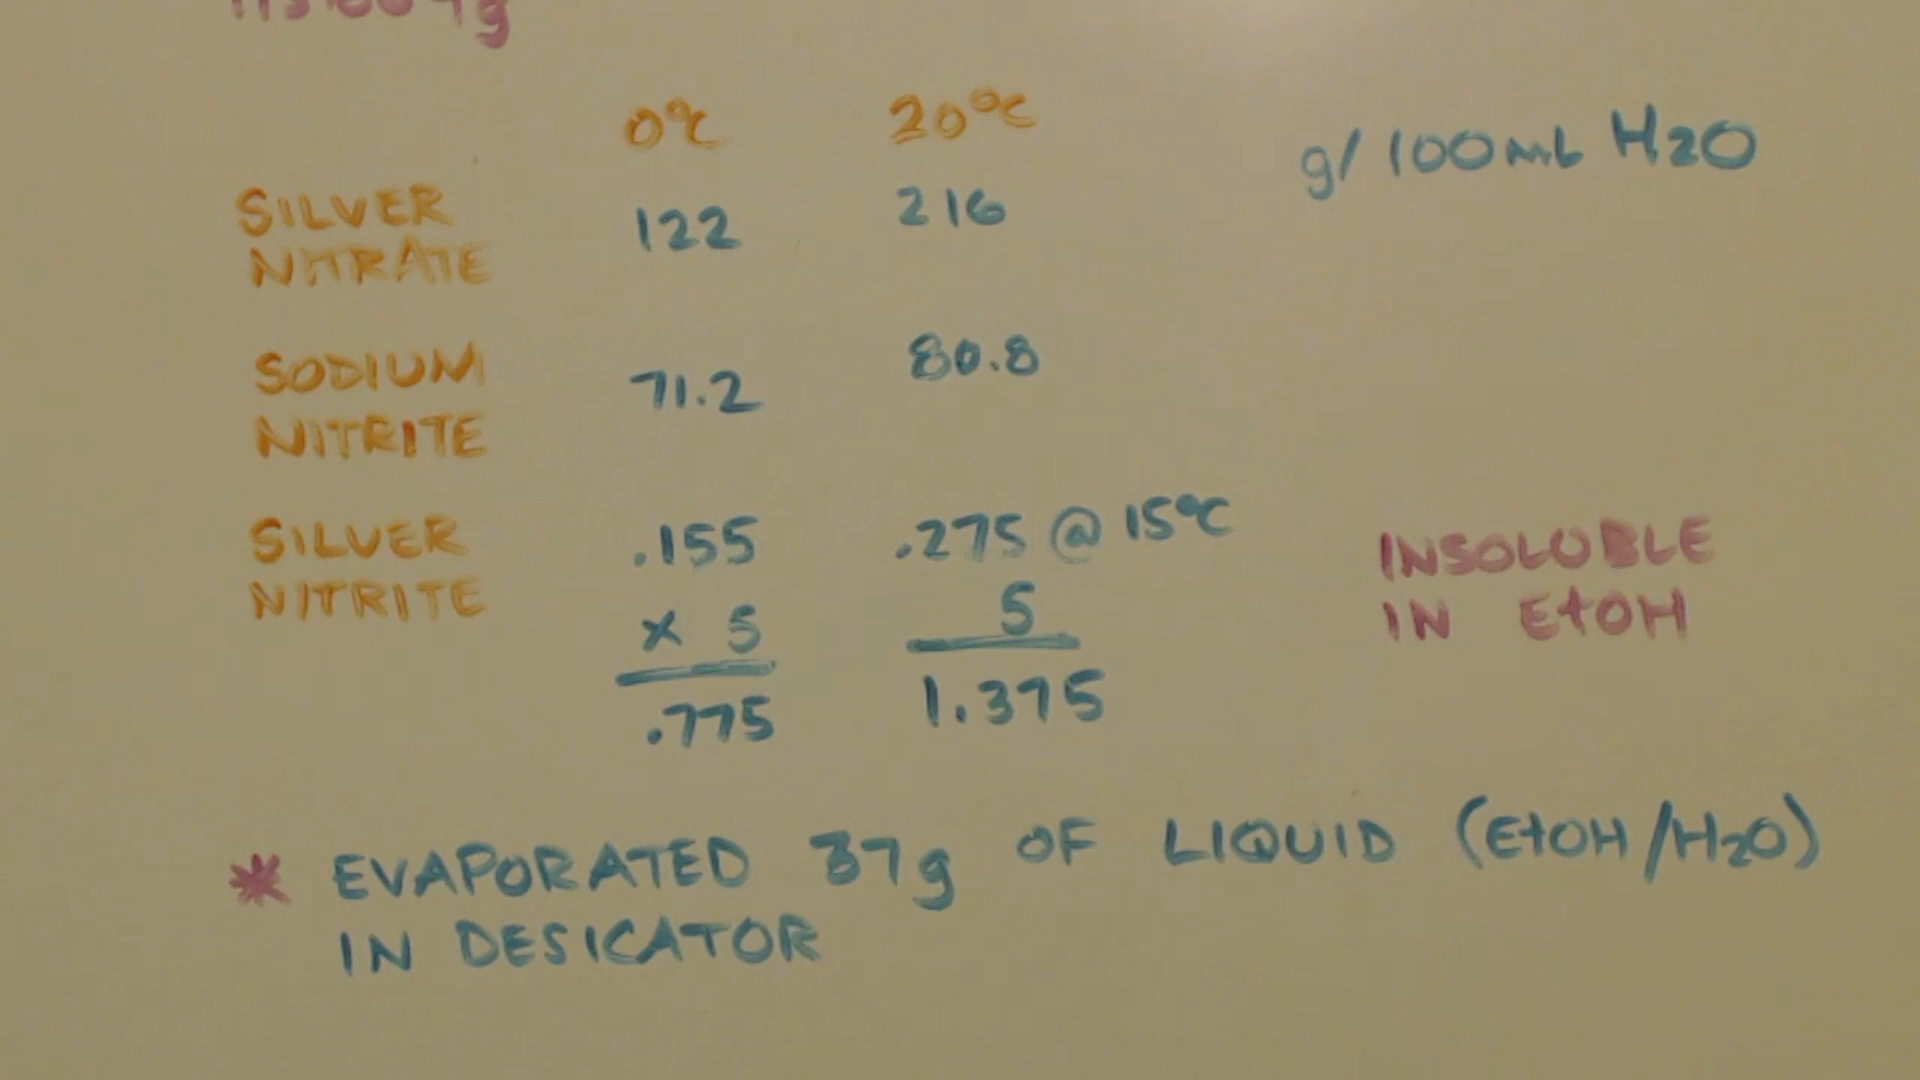 0°C 20°C g/100mL H2O
SILVER NITRATE 122 216
SODIUM NITRITE 71.2 80.8
SILVER NITRITE .155 .275 @ 15°C INSOLUBLE IN EtOH
x 5 5
.775 1.375
* EVAPORATED 37g OF LIQUID (EtOH/H2O)
IN DESICATOR